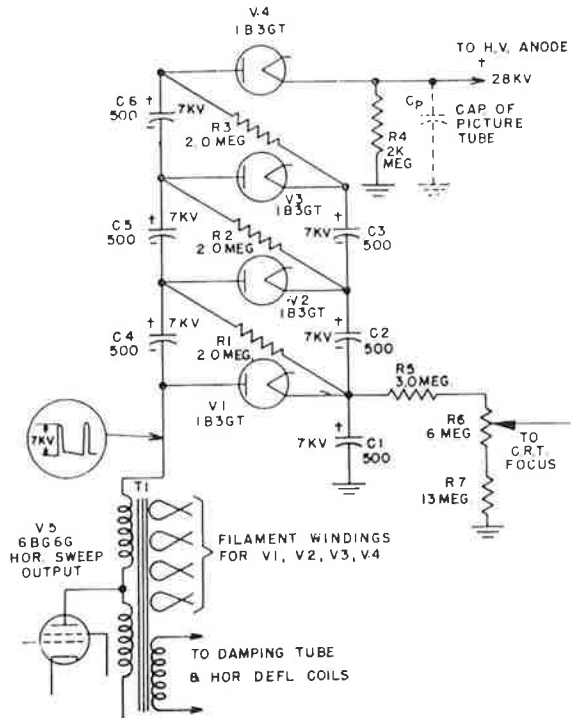 V.4
1B3GT
TO H.V. ANODE
+
28KV
C6
500
+
-
7KV
R3
2.0MEG
R4
2K
MEG
CP
CAP. OF
PICTURE
TUBE
V3
1B3GT
C5
500
+
-
7KV
R2
2.0MEG
+
-
7KV
C3
500
V2
1B3GT
C4
500
+
-
7KV
R1
2.0MEG
+
-
7KV
C2
500
V1
1B3GT
R5
3.0MEG
+
7KV
C1
500
R6
6 MEG
TO
C.R.T.
FOCUS
R7
13MEG.
7KV
T1
V5
6BG6G
HOR. SWEEP
OUTPUT
FILAMENT WINDINGS
FOR V1, V2, V3, V.4
TO DAMPING TUBE
& HOR DEFL COILS